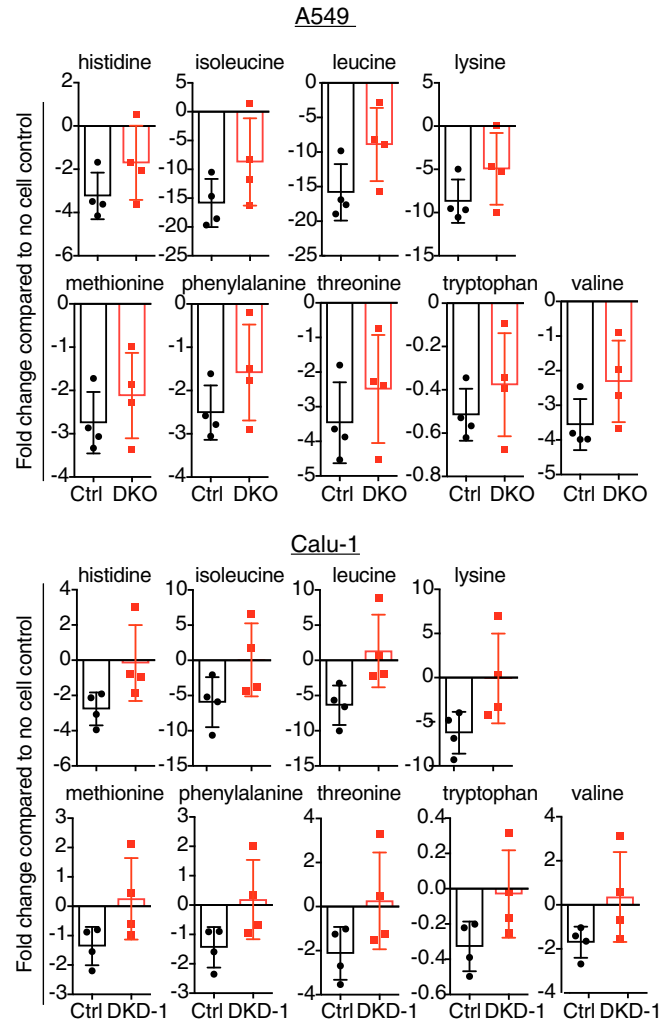 A549
histidine isoleucine leucine lysine
2 0 0 5
0 -5 -5 0
-2 -10 -10 -5
-4 -15 -15 -10
-6 -20 -20 -15
-25 -25
methionine phenylalanine threonine tryptophan valine
0 0 0 0.0 0
-1 -1 -1 -0.2 -1
-2 -2 -2 -0.4 -2
-3 -3 -3 -0.6 -3
-4 -4 -4 -0.8 -4
-5 -5
Ctrl DKO Ctrl DKO Ctrl DKO Ctrl DKO Ctrl DKO
Fold change compared to no cell control
Calu-1
histidine isoleucine leucine lysine
4 10 10 10
2 5 5 5
0 0 0 0
-2 -5 -5 -5
-4 -10 -10 -10
-6 -15 -15
methionine phenylalanine threonine tryptophan valine
3 3 4 0.4 4
2 2 2 0.2 2
1 1 0 0.0 0
0 0 -2 -0.2 -2
-1 -1 -4 -0.4 -4
-2 -2 -0.6
-3 -3
Ctrl DKD-1 Ctrl DKD-1 Ctrl DKD-1 Ctrl DKD-1 Ctrl DKD-1
Fold change compared to no cell control